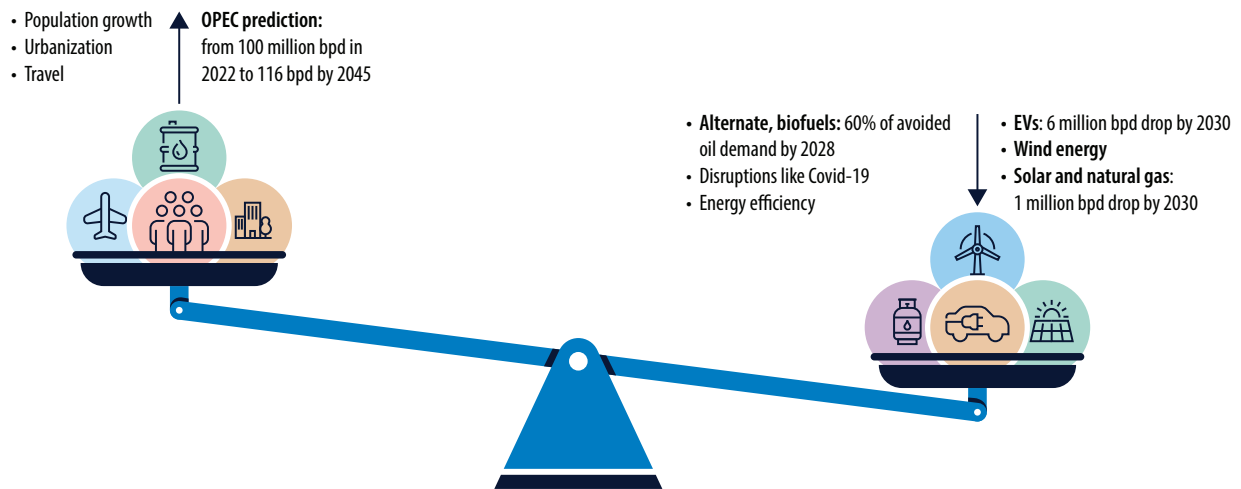 • Population growth
• Urbanization
• Travel
OPEC prediction:
from 100 million bpd in
2022 to 116 bpd by 2045
• Alternate, biofuels: 60% of avoided
oil demand by 2028
• Disruptions like Covid-19
• Energy efficiency
• EVs: 6 million bpd drop by 2030
• Wind energy
• Solar and natural gas:
1 million bpd drop by 2030